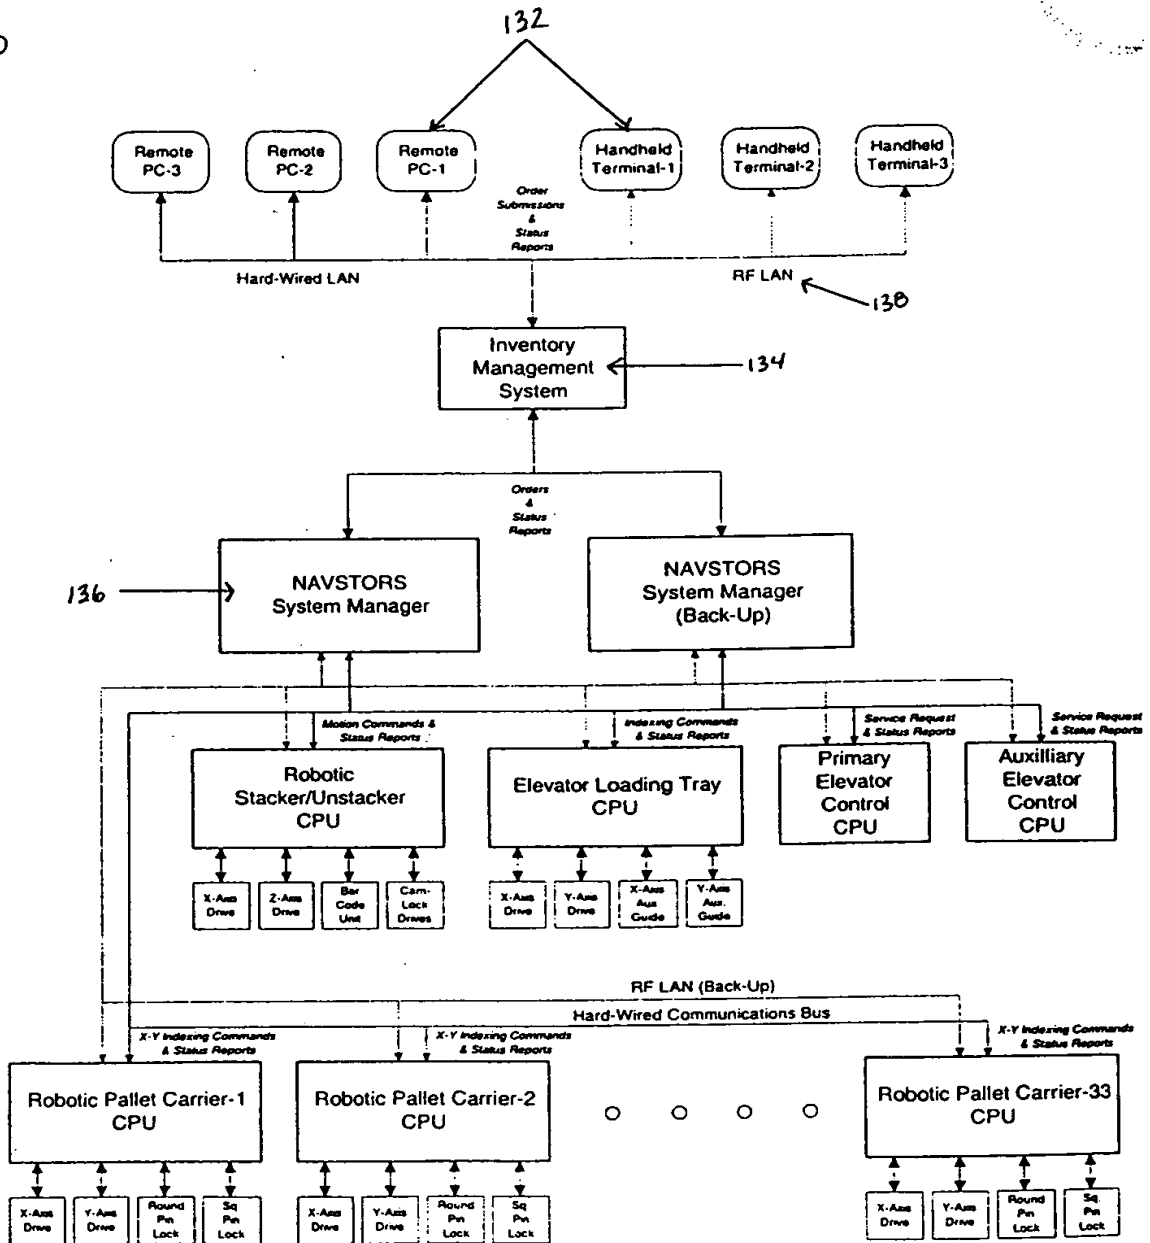 132
Remote
PC-3
Remote
PC-2
Remote
PC-1
Handheld
Terminal-1
Handheld
Terminal-2
Handheld
Terminal-3
Order
Submissions
&
Status
Reports
Hard-Wired LAN
RF LAN
138
Inventory
Management
System
134
Orders
&
Status
Reports
136
NAVSTORS
System Manager
NAVSTORS
System Manager
(Back-Up)
Motion Commands &
Status Reports
Indexing Commands
& Status Reports
Service Request
& Status Reports
Service Request
& Status Reports
Robotic
Stacker/Unstacker
CPU
Elevator Loading Tray
CPU
Primary
Elevator
Control
CPU
Auxilliary
Elevator
Control
CPU
X-Axis
Drive
Z-Axis
Drive
Bar
Code
Unit
Cam-
Lock
Drives
X-Axis
Drive
Y-Axis
Drive
X-Axis
Aux.
Guide
Y-Axis
Aux.
Guide
RF LAN (Back-Up)
Hard-Wired Communications Bus
X-Y Indexing Commands
& Status Reports
X-Y Indexing Commands
& Status Reports
X-Y Indexing Commands
& Status Reports
Robotic Pallet Carrier-1
CPU
Robotic Pallet Carrier-2
CPU
Robotic Pallet Carrier-33
CPU
X-Axis
Drive
Y-Axis
Drive
Round
Pin
Lock
Sq
Pin
Lock
X-Axis
Drive
Y-Axis
Drive
Round
Pin
Lock
Sq
Pin
Lock
X-Axis
Drive
Y-Axis
Drive
Round
Pin
Lock
Sq.
Pin
Lock